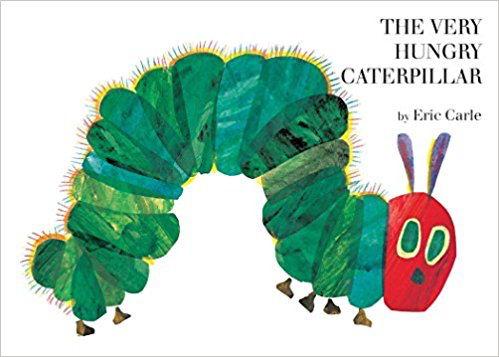 THE VERY
HUNGRY
CATERPILLAR
by Eric Carle